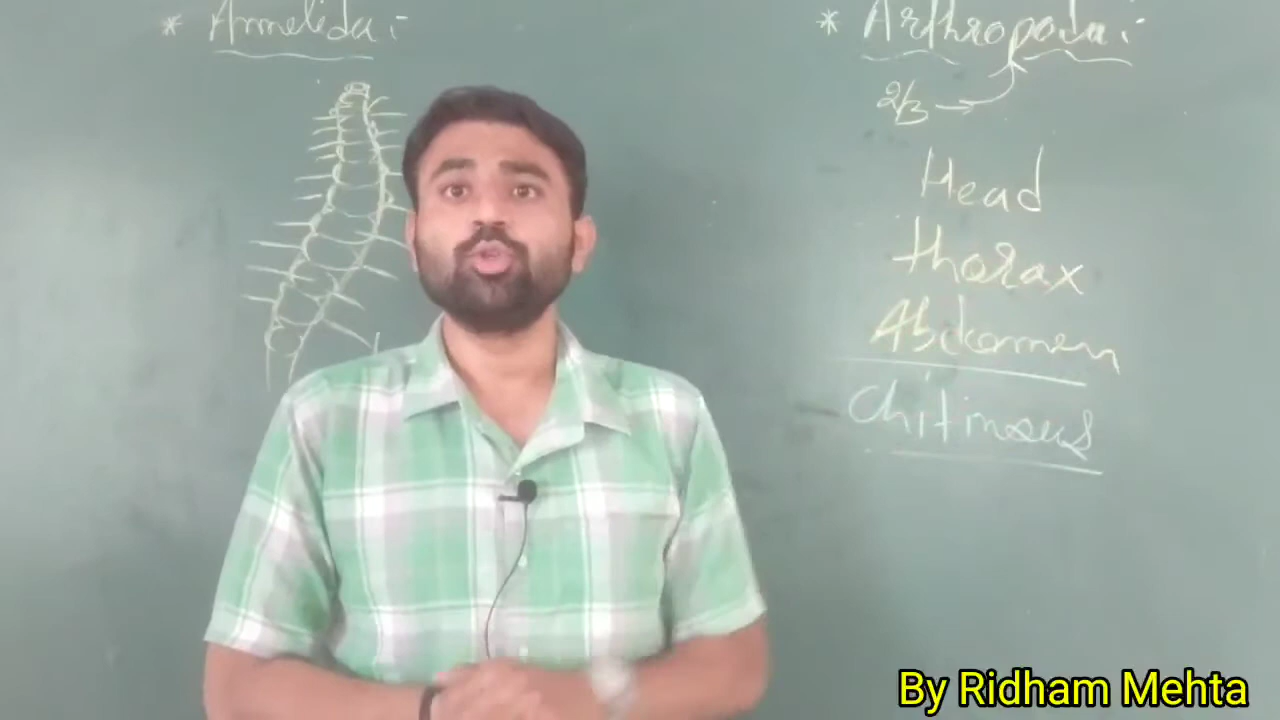 * Annelida :-
* Arthropoda :-
2/3 →
Head
thorax
Abdomen
Chitinous
By Ridham Mehta